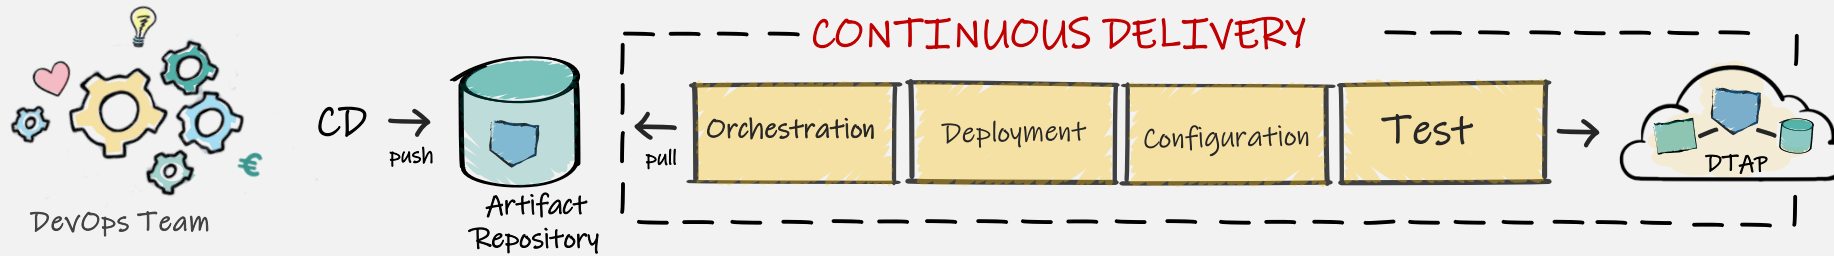 CONTINUOUS DELIVERY
€
DevOps Team
CD
push
Artifact
Repository
pull
Orchestration
Deployment
Configuration
Test
DTAP